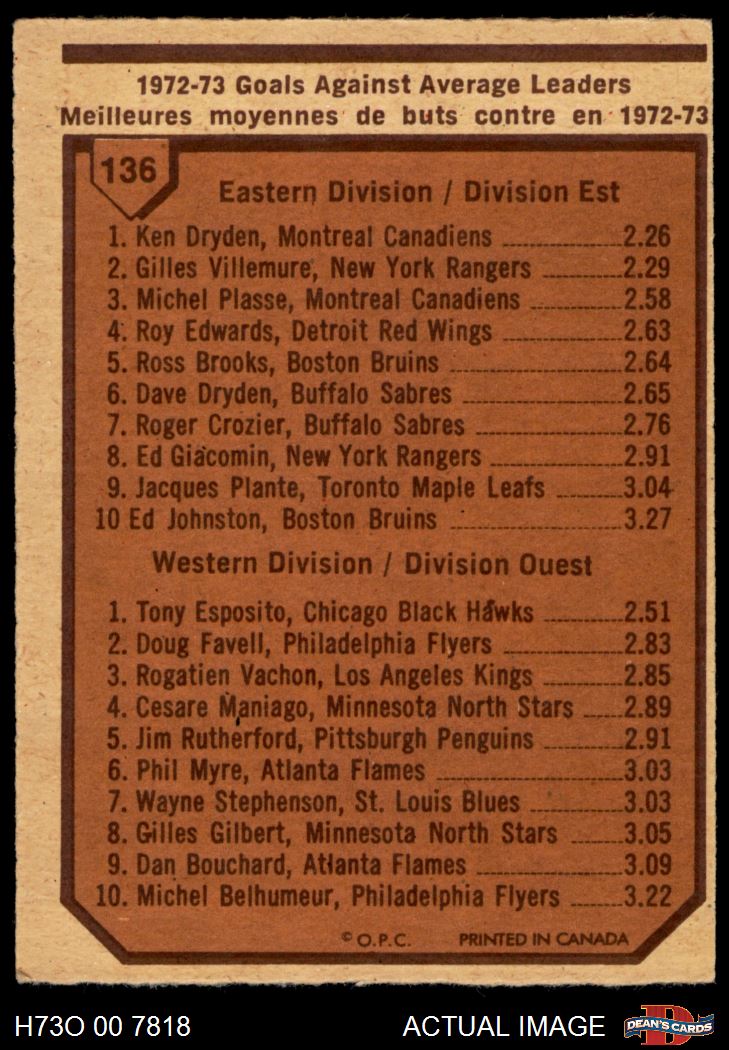 1972-73 Goals Against Average Leaders
Meilleures moyennes de buts contre en 1972-73
136
Eastern Division / Division Est
1. Ken Dryden, Montreal Canadiens 2.26
2. Gilles Villemure, New York Rangers 2.29
3. Michel Plasse, Montreal Canadiens 2.58
4. Roy Edwards, Detroit Red Wings 2.63
5. Ross Brooks, Boston Bruins 2.64
6. Dave Dryden, Buffalo Sabres 2.65
7. Roger Crozier, Buffalo Sabres 2.76
8. Ed Giacomin, New York Rangers 2.91
9. Jacques Plante, Toronto Maple Leafs 3.04
10 Ed Johnston, Boston Bruins 3.27
Western Division / Division Ouest
1. Tony Esposito, Chicago Black Hawks 2.51
2. Doug Favell, Philadelphia Flyers 2.83
3. Rogatien Vachon, Los Angeles Kings 2.85
4. Cesare Maniago, Minnesota North Stars 2.89
5. Jim Rutherford, Pittsburgh Penguins 2.91
6. Phil Myre, Atlanta Flames 3.03
7. Wayne Stephenson, St. Louis Blues 3.03
8. Gilles Gilbert, Minnesota North Stars 3.05
9. Dan Bouchard, Atlanta Flames 3.09
10. Michel Belhumeur, Philadelphia Flyers 3.22
© O.P.C. PRINTED IN CANADA
H73O 00 7818 ACTUAL IMAGE D DEAN'S CARDS